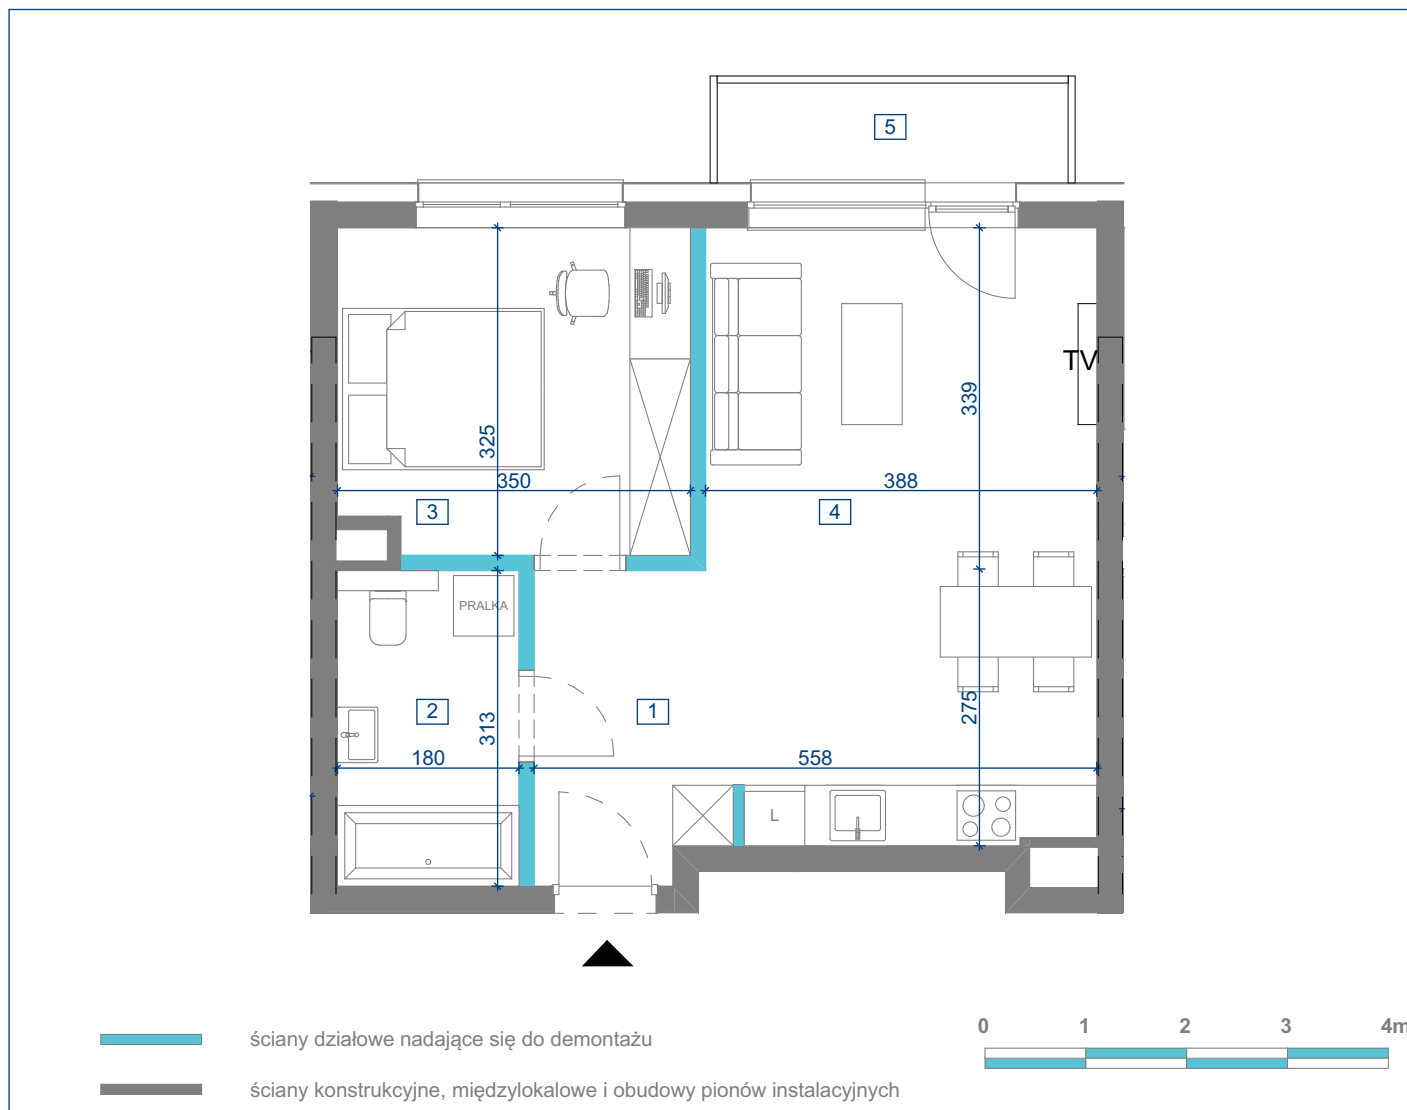 5
TV
325
339
350
388
3
4
PRALKA
2
1
313
275
180
558
L
0 1 2 3 4m
ściany działowe nadające się do demontażu
ściany konstrukcyjne, międzylokalowe i obudowy pionów instalacyjnych